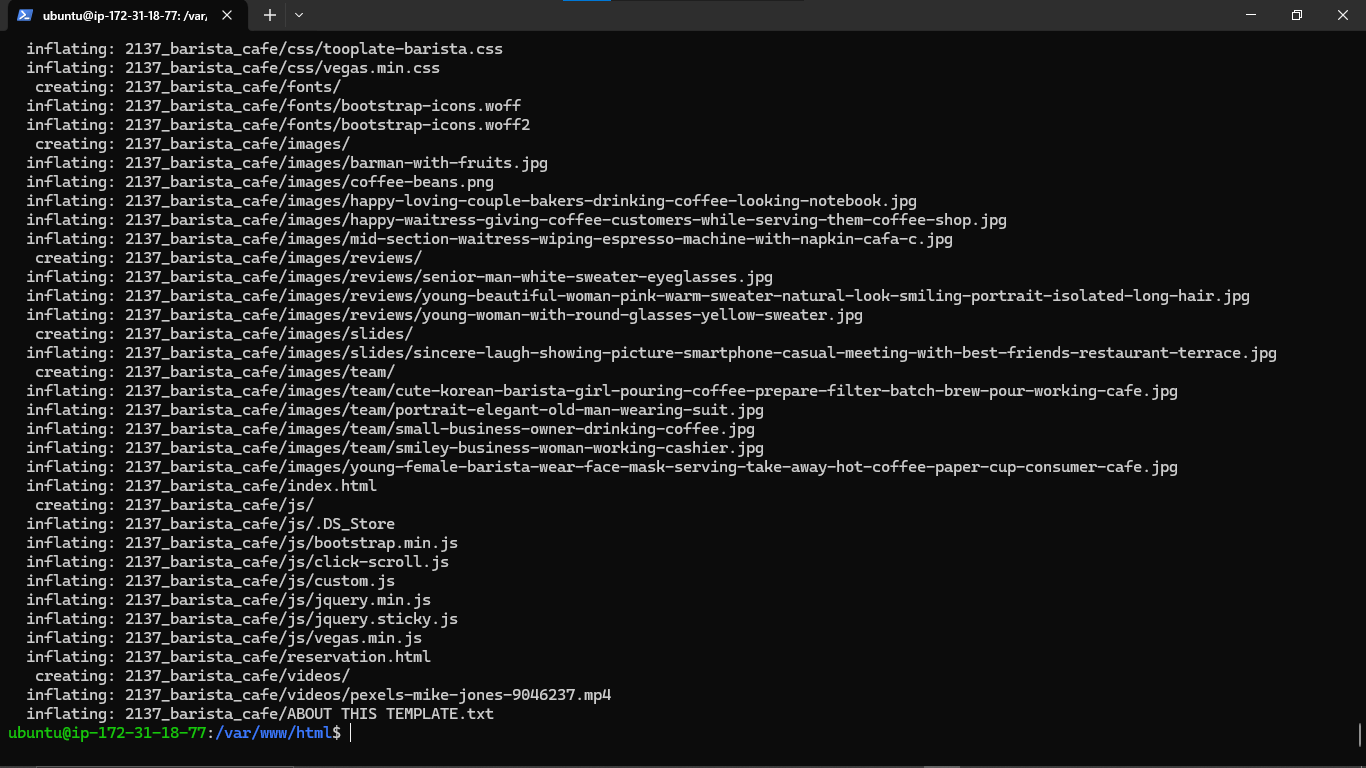 ubuntu@ip-172-31-18-77: /var/
inflating: 2137_barista_cafe/css/tooplate-barista.css
inflating: 2137_barista_cafe/css/vegas.min.css
creating: 2137_barista_cafe/fonts/
inflating: 2137_barista_cafe/fonts/bootstrap-icons.woff
inflating: 2137_barista_cafe/fonts/bootstrap-icons.woff2
creating: 2137_barista_cafe/images/
inflating: 2137_barista_cafe/images/barman-with-fruits.jpg
inflating: 2137_barista_cafe/images/coffee-beans.png
inflating: 2137_barista_cafe/images/happy-loving-couple-bakers-drinking-coffee-looking-notebook.jpg
inflating: 2137_barista_cafe/images/happy-waitress-giving-coffee-customers-while-serving-them-coffee-shop.jpg
inflating: 2137_barista_cafe/images/mid-section-waitress-wiping-espresso-machine-with-napkin-cafa-c.jpg
creating: 2137_barista_cafe/images/reviews/
inflating: 2137_barista_cafe/images/reviews/senior-man-white-sweater-eyeglasses.jpg
inflating: 2137_barista_cafe/images/reviews/young-beautiful-woman-pink-warm-sweater-natural-look-smiling-portrait-isolated-long-hair.jpg
inflating: 2137_barista_cafe/images/reviews/young-woman-with-round-glasses-yellow-sweater.jpg
creating: 2137_barista_cafe/images/slides/
inflating: 2137_barista_cafe/images/slides/sincere-laugh-showing-picture-smartphone-casual-meeting-with-best-friends-restaurant-terrace.jpg
creating: 2137_barista_cafe/images/team/
inflating: 2137_barista_cafe/images/team/cute-korean-barista-girl-pouring-coffee-prepare-filter-batch-brew-pour-working-cafe.jpg
inflating: 2137_barista_cafe/images/team/portrait-elegant-old-man-wearing-suit.jpg
inflating: 2137_barista_cafe/images/team/small-business-owner-drinking-coffee.jpg
inflating: 2137_barista_cafe/images/team/smiley-business-woman-working-cashier.jpg
inflating: 2137_barista_cafe/images/young-female-barista-wear-face-mask-serving-take-away-hot-coffee-paper-cup-consumer-cafe.jpg
inflating: 2137_barista_cafe/index.html
creating: 2137_barista_cafe/js/
inflating: 2137_barista_cafe/js/.DS_Store
inflating: 2137_barista_cafe/js/bootstrap.min.js
inflating: 2137_barista_cafe/js/click-scroll.js
inflating: 2137_barista_cafe/js/custom.js
inflating: 2137_barista_cafe/js/jquery.min.js
inflating: 2137_barista_cafe/js/jquery.sticky.js
inflating: 2137_barista_cafe/js/vegas.min.js
inflating: 2137_barista_cafe/reservation.html
creating: 2137_barista_cafe/videos/
inflating: 2137_barista_cafe/videos/pexels-mike-jones-9046237.mp4
inflating: 2137_barista_cafe/ABOUT THIS TEMPLATE.txt
ubuntu@ip-172-31-18-77:/var/www/html$